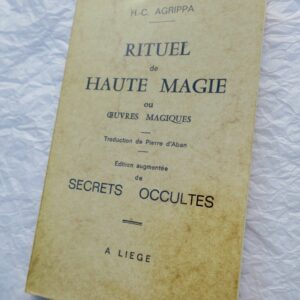 H.-C. AGRIPPA
RITUEL
de
HAUTE MAGIE
ou
ŒUVRES MAGIQUES
Traduction de Pierre d'Aban
Edition augmentée
de
SECRETS OCCULTES
A LIEGE